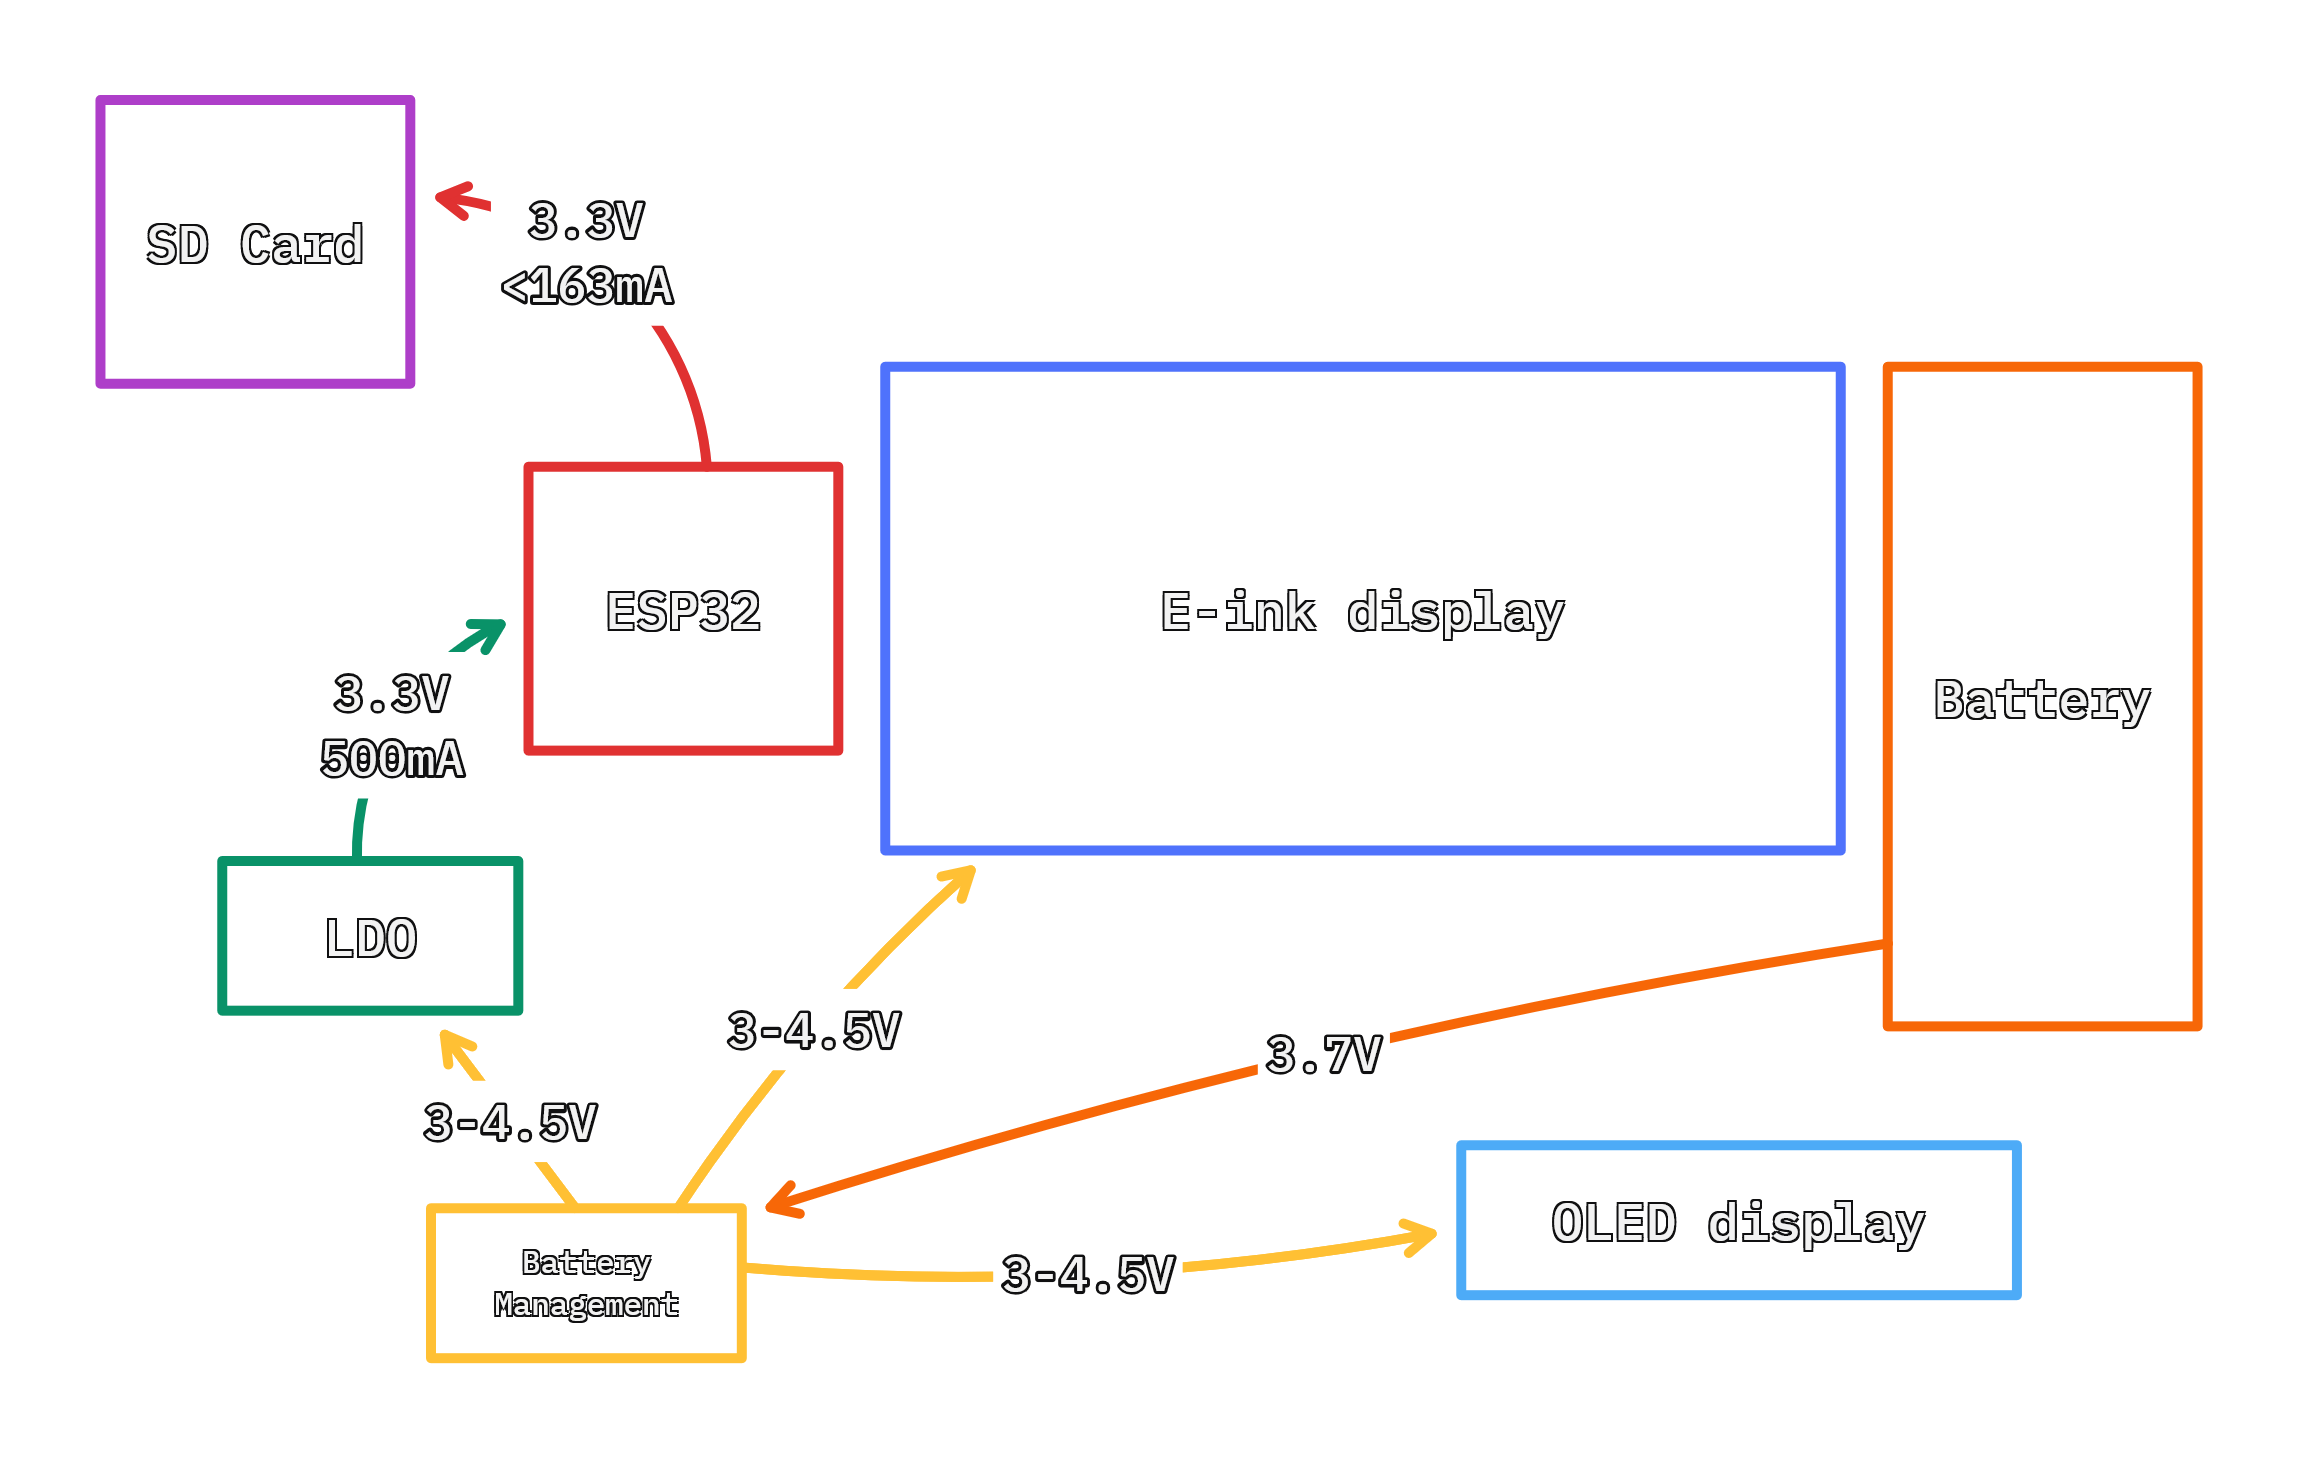 SD Card
3.3V
<163mA
ESP32
E-ink display
Battery
3.3V
500mA
LDO
3-4.5V
3.7V
3-4.5V
OLED display
3-4.5V
Battery
Management